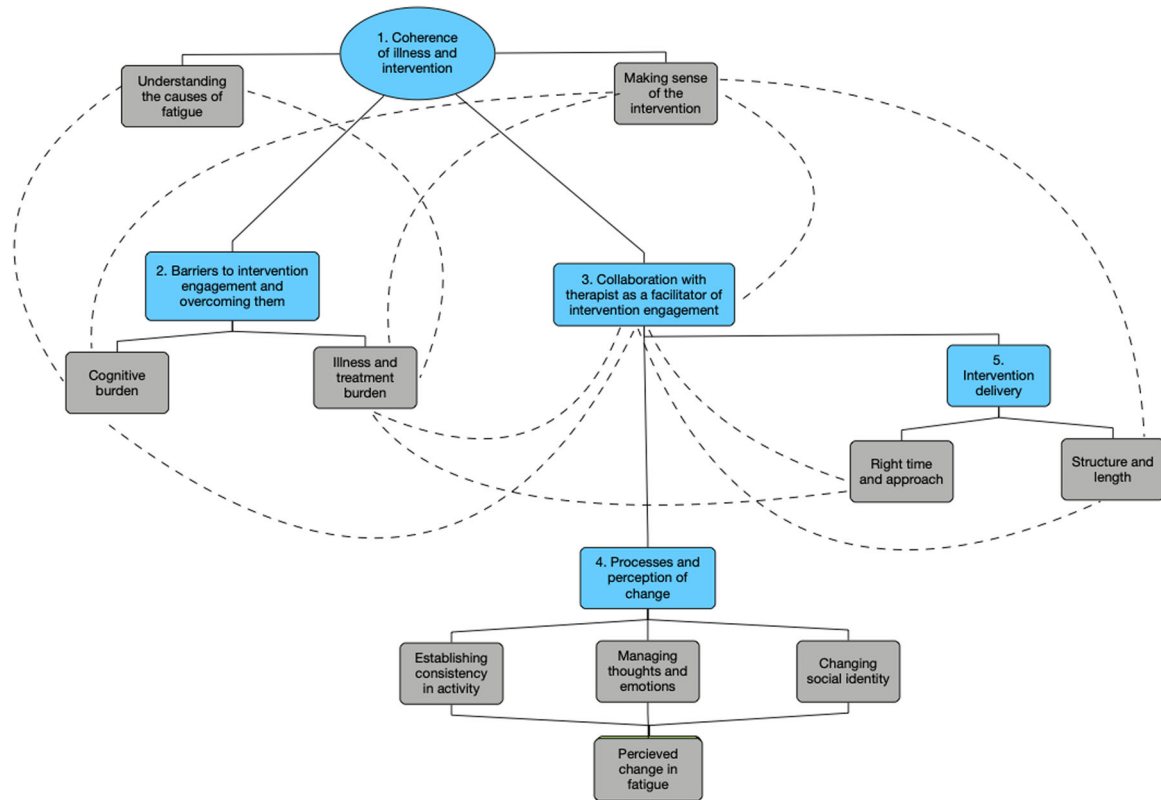 1. Coherence
of illness and
intervention
Understanding
the causes of
fatigue
Making sense
of the
intervention
2. Barriers to intervention
engagement and
overcoming them
3. Collaboration with
therapist as a facilitator of
intervention engagement
Cognitive
burden
Illness and
treatment
burden
5.
Intervention
delivery
Right time
and approach
Structure and
length
4. Processes and
perception of
change
Establishing
consistency
in activity
Managing
thoughts and
emotions
Changing
social identity
Percieved
change in
fatigue